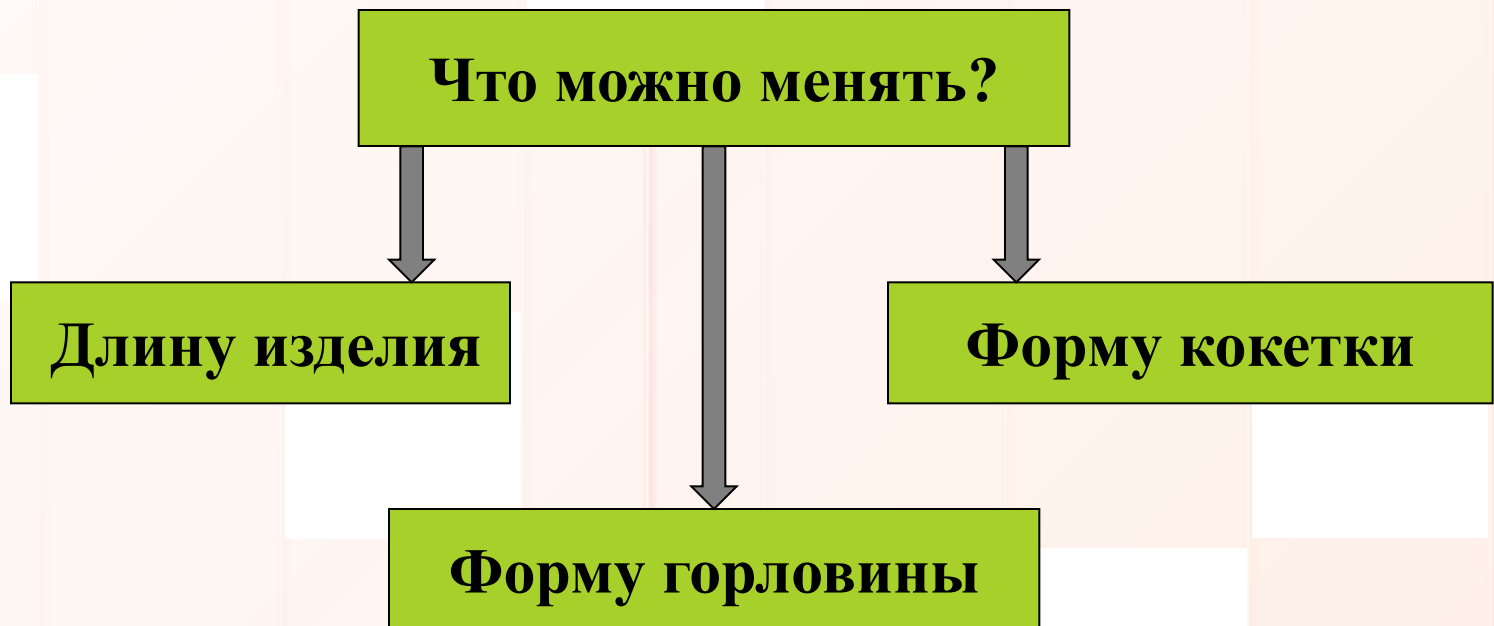 Что можно менять?
Длину изделия
Форму кокетки
Форму горловины